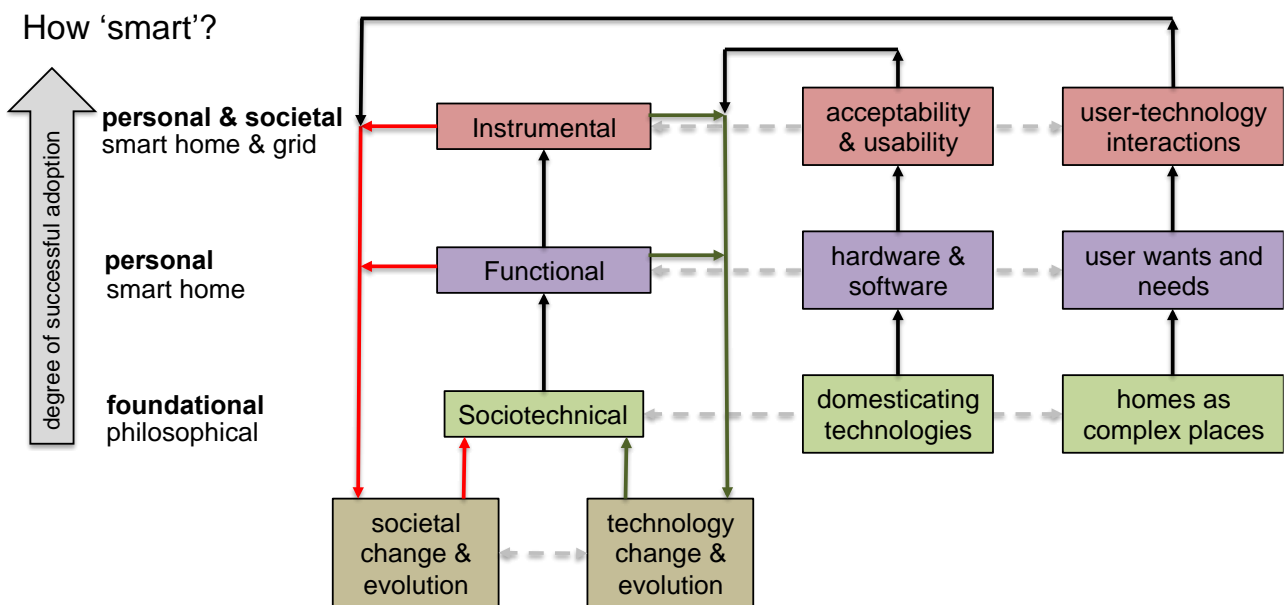 How ‘smart’?
degree of successful adoption
personal & societal
smart home & grid
Instrumental
acceptability
& usability
user-technology
interactions
personal
smart home
Functional
hardware &
software
user wants and
needs
foundational
philosophical
Sociotechnical
domesticating
technologies
homes as
complex places
societal
change &
evolution
technology
change &
evolution